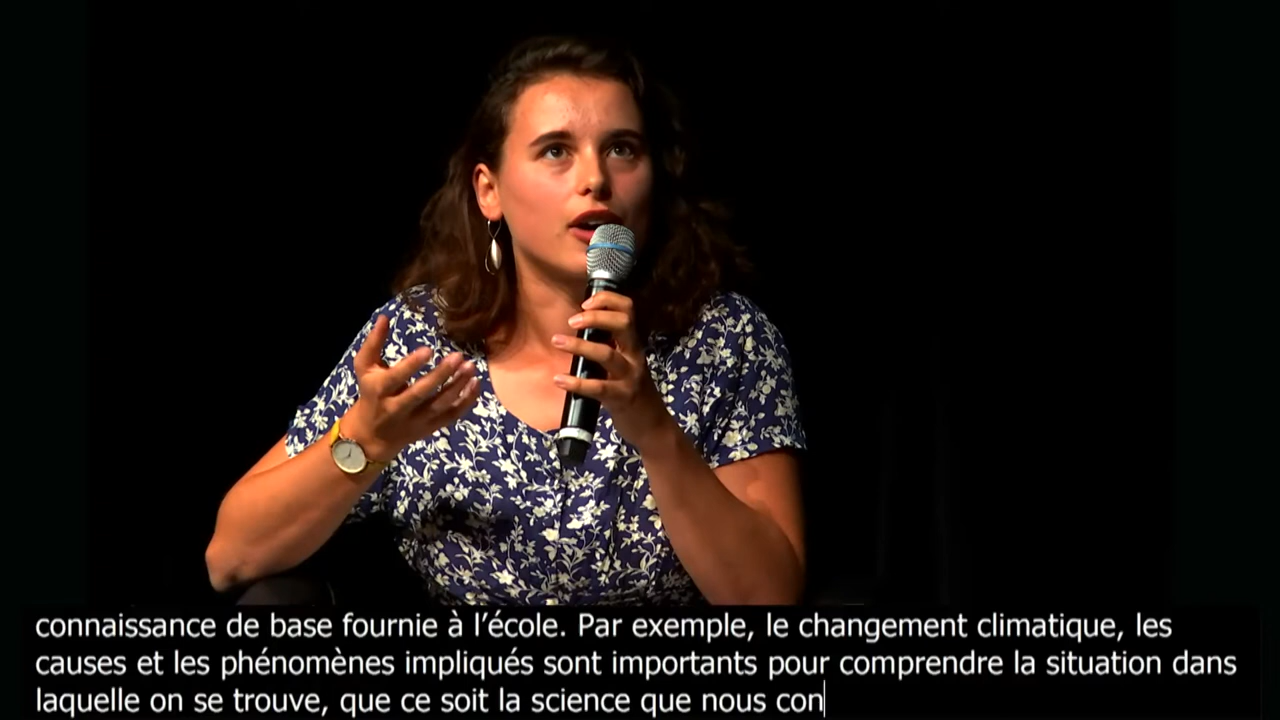 connaissance de base fournie à l’école. Par exemple, le changement climatique, les
causes et les phénomènes impliqués sont importants pour comprendre la situation dans
laquelle on se trouve, que ce soit la science que nous con